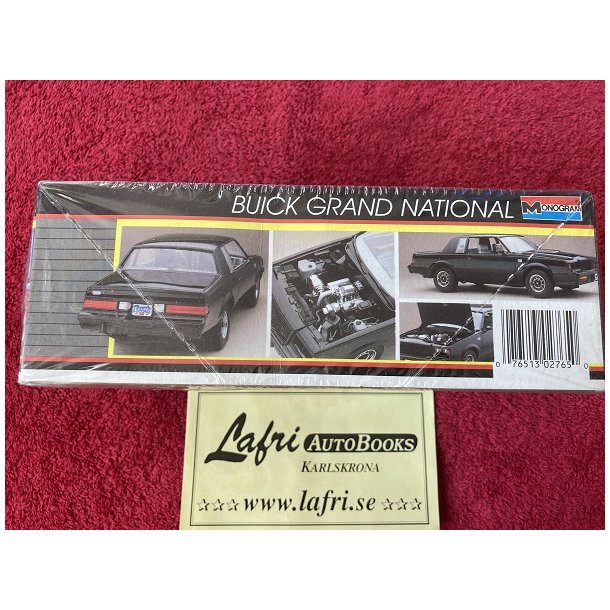 BUICK GRAND NATIONAL MONOGRAM
0 76513 02765 0
Lafri AUTOBOOKS
KARLSKRONA
☆☆☆ www.lafri.se ☆☆☆